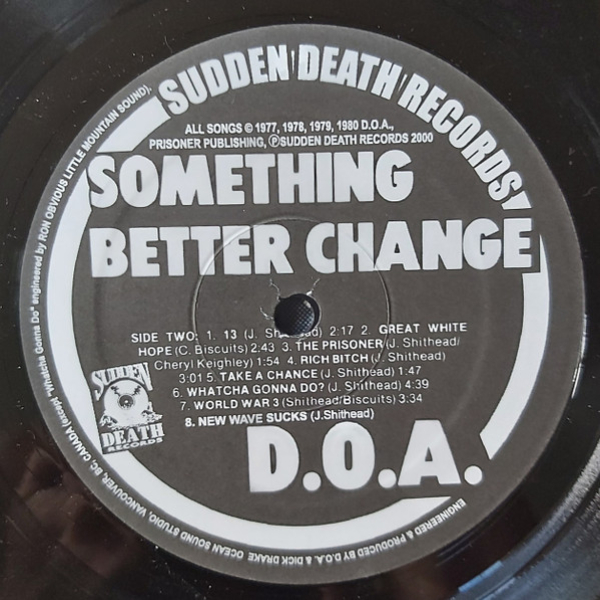 SUDDEN DEATH RECORDS
ALL SONGS © 1977, 1978, 1979, 1980 D.O.A.,
PRISONER PUBLISHING, ℗SUDDEN DEATH RECORDS 2000
SOMETHING
BETTER CHANGE
SIDE TWO: 1. 13 (J. Shithead) 2:17 2. GREAT WHITE
HOPE (C. Biscuits) 2:43 3. THE PRISONER (J. Shithead/
Cheryl Keighley) 1:54 4. RICH BITCH (J. Shithead)
3:01 5. TAKE A CHANCE (J. Shithead) 1:47
6. WHATCHA GONNA DO? (J. Shithead) 4:39
7. WORLD WAR 3 (Shithead/Biscuits) 3:34
8. NEW WAVE SUCKS (J.Shithead)
SUDDEN
DEATH
RECORDS
D.O.A.
ENGINEERED & PRODUCED BY D.O.A. & DICK DRAKE OCEAN SOUND STUDIO, VANCOUVER, BC, CANADA (except "Whatcha Gonna Do" engineered by RON OBVIOUS LITTLE MOUNTAIN SOUND).